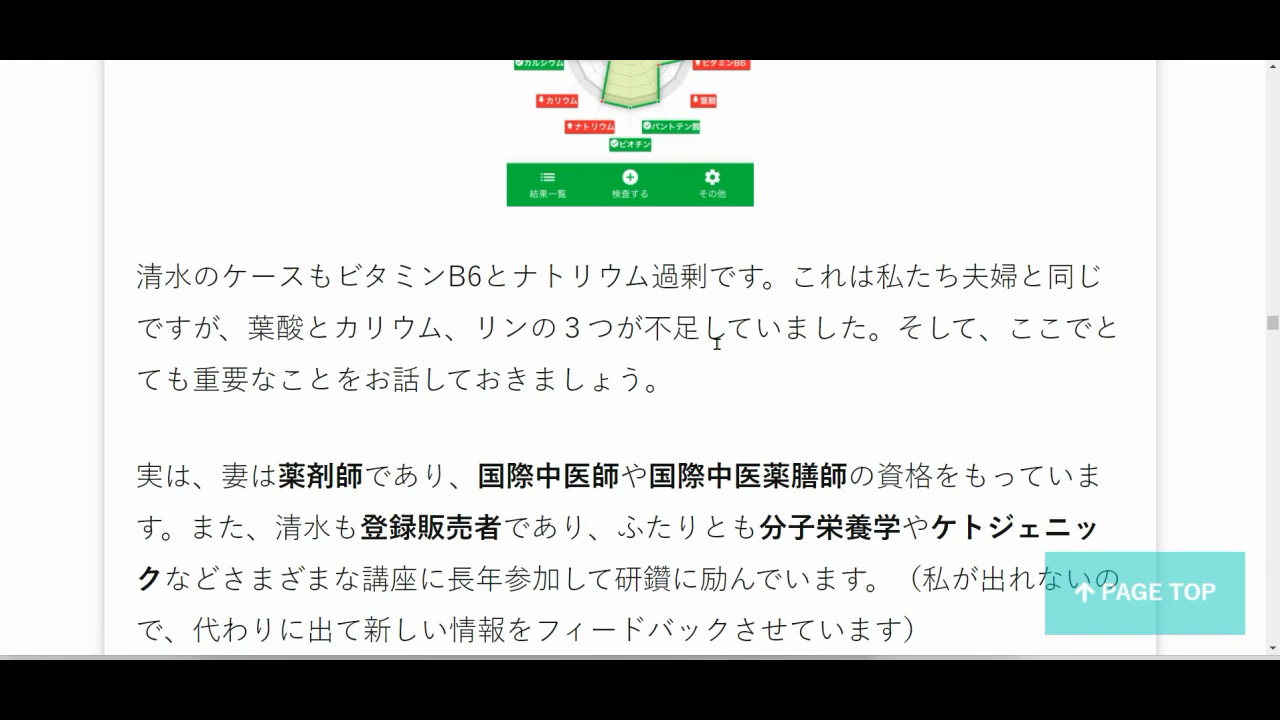 カルシウム
ビタミンB6
カリウム
葉酸
ナトリウム
パントテン酸
ビオチン
結果一覧
検査する
その他
清水のケースもビタミンB6とナトリウム過剰です。これは私たち夫婦と同じ
ですが、葉酸とカリウム、リンの３つが不足していました。そして、ここでと
ても重要なことをお話しておきましょう。
実は、妻は薬剤師であり、国際中医師や国際中医薬膳師の資格をもっていま
す。また、清水も登録販売者であり、ふたりとも分子栄養学やケトジェニッ
クなどさまざまな講座に長年参加して研鑽に励んでいます。（私が出れないの
で、代わりに出て新しい情報をフィードバックさせています）
PAGE TOP